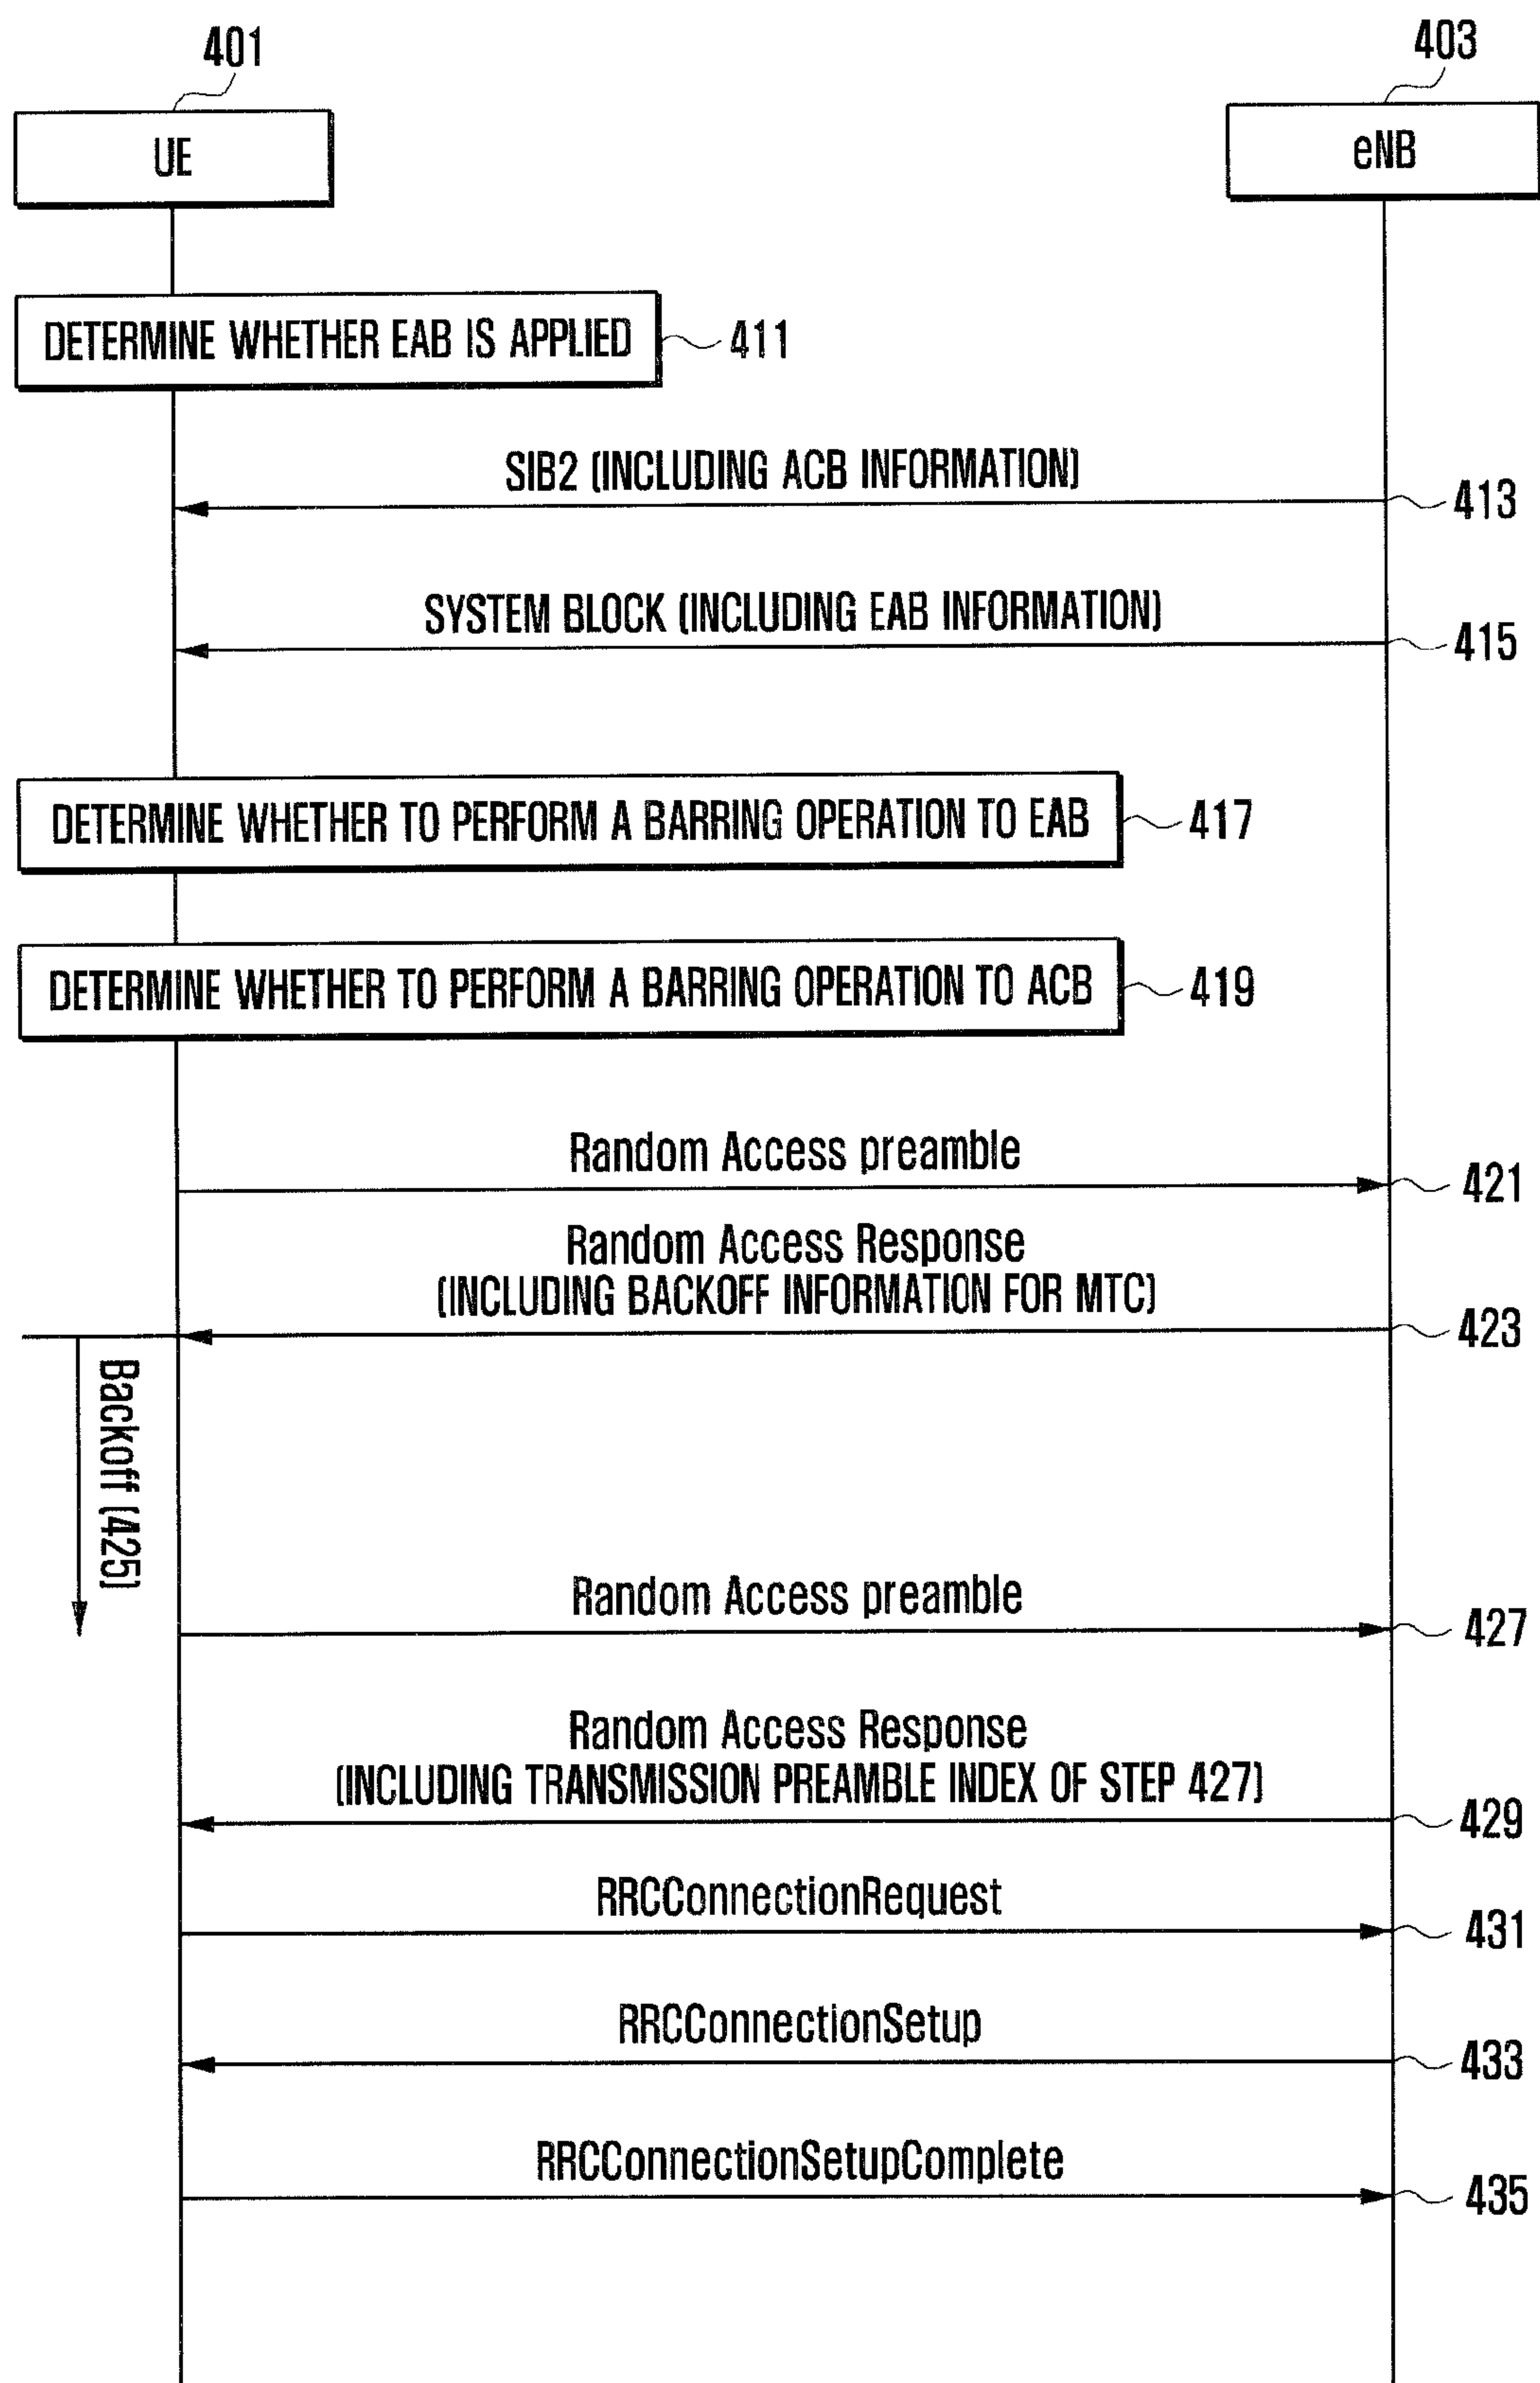 401
403
UE
eNB
DETERMINE WHETHER EAB IS APPLIED
411
SIB2 (INCLUDING ACB INFORMATION)
413
SYSTEM BLOCK (INCLUDING EAB INFORMATION)
415
DETERMINE WHETHER TO PERFORM A BARRING OPERATION TO EAB
417
DETERMINE WHETHER TO PERFORM A BARRING OPERATION TO ACB
419
Random Access preamble
421
Random Access Response
(INCLUDING BACKOFF INFORMATION FOR MTC)
423
Backoff (425)
Random Access preamble
427
Random Access Response
(INCLUDING TRANSMISSION PREAMBLE INDEX OF STEP 427)
429
RRCConnectionRequest
431
RRCConnectionSetup
433
RRCConnectionSetupComplete
435